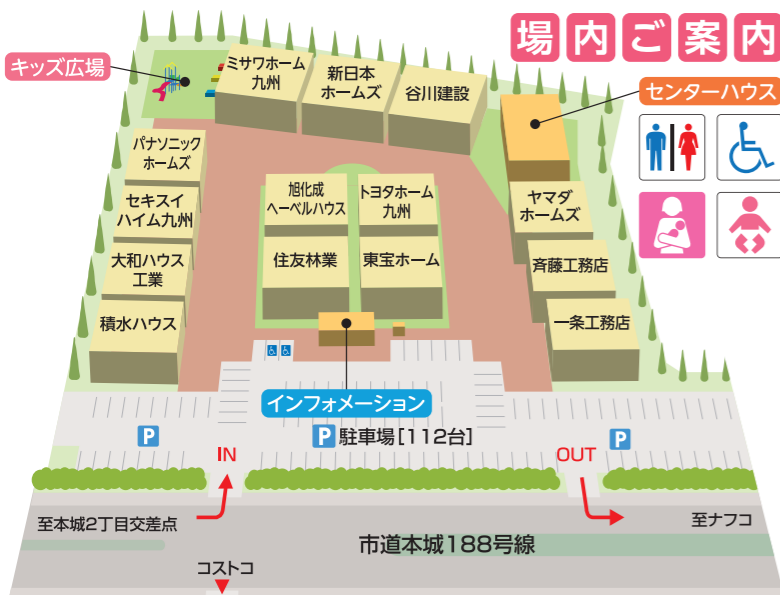 場内ご案内
キッズ広場
ミサワホーム
九州
新日本
ホームズ
谷川建設
センターハウス
パナソニック
ホームズ
セキスイ
ハイム九州
大和ハウス
工業
積水ハウス
旭化成
ヘーベルハウス
トヨタホーム
九州
住友林業
東宝ホーム
ヤマダ
ホームズ
斉藤工務店
一条工務店
インフォメーション
P
P 駐車場[112台]
P
IN
OUT
至本城2丁目交差点
至ナフコ
市道本城188号線
コストコ